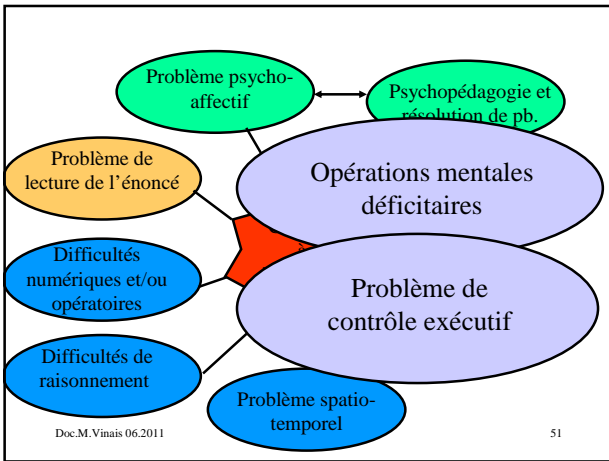 Problème psycho-
affectif
Psychopédagogie et
résolution de pb.
Problème de
lecture de l'énoncé
Opérations mentales
déficitaires
Difficultés
numériques et/ou
opératoires
Problème de
contrôle exécutif
Difficultés de
raisonnement
Problème spatio-
temporel
Doc.M.Vinais 06.2011
51